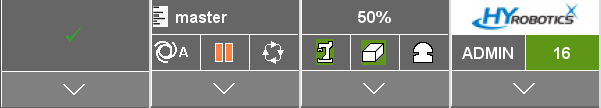 master
50%
HYROBOTICS
A
ADMIN
16